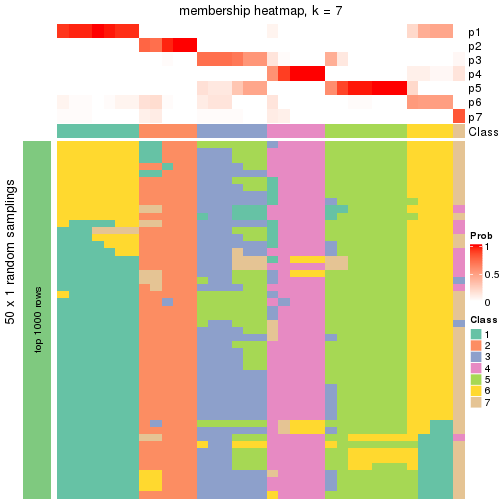 membership heatmap, k = 7
p1
p2
p3
p4
p5
p6
p7
Class
50 x 1 random samplings
top 1000 rows
Prob
1
0.5
0
Class
1
2
3
4
5
6
7